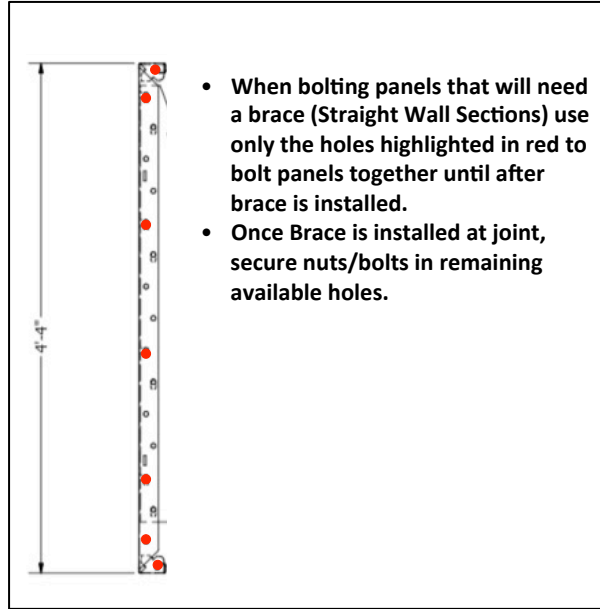 • When bolting panels that will need
a brace (Straight Wall Sections) use
only the holes highlighted in red to
bolt panels together until after
brace is installed.
• Once Brace is installed at joint,
secure nuts/bolts in remaining
available holes.
4'-4"